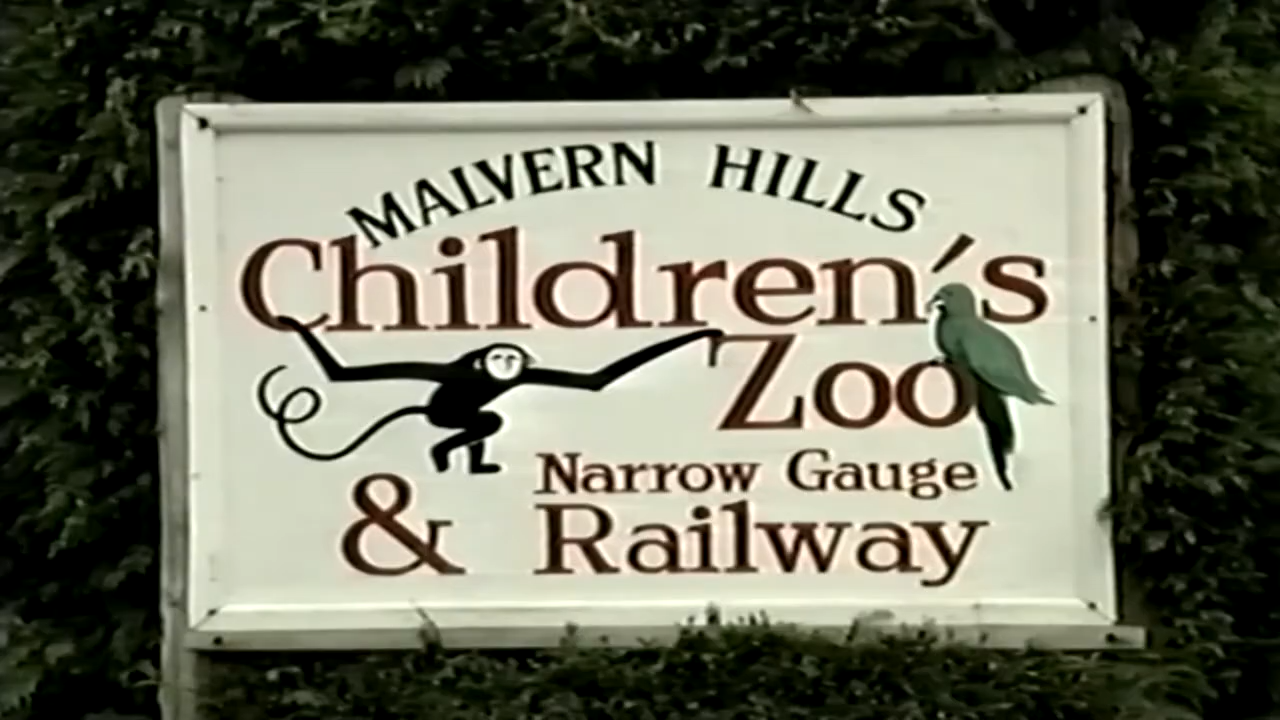 MALVERN HILLS
Children's
Zoo
& Narrow Gauge
Railway